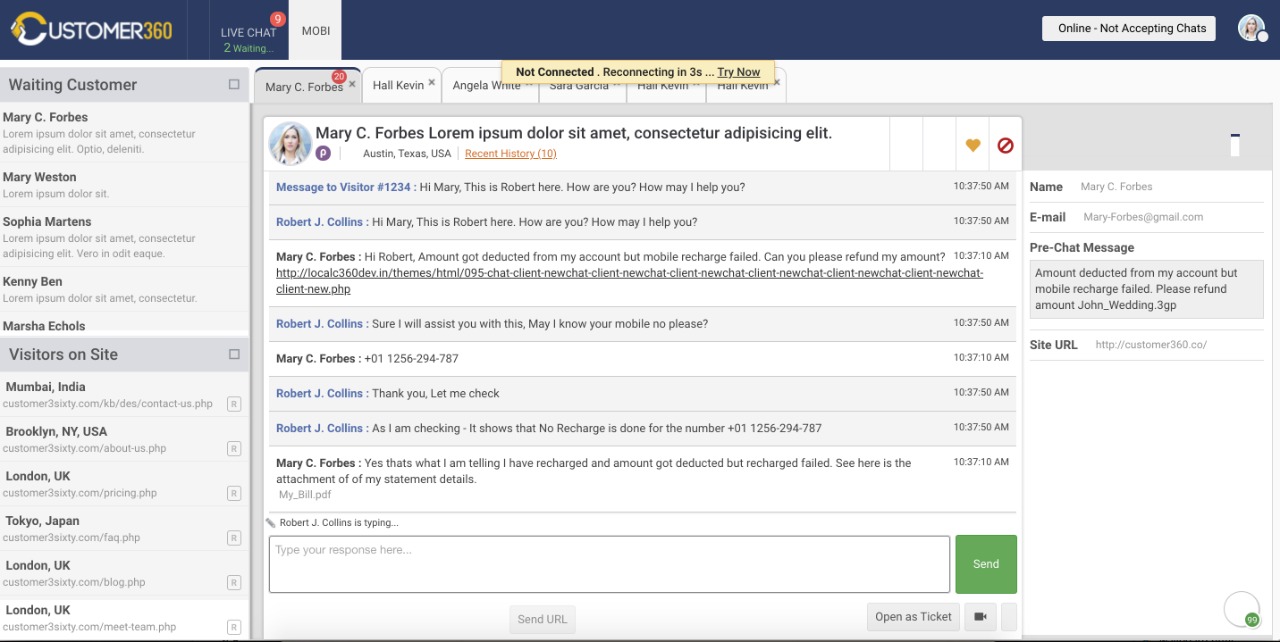 CUSTOMER360
LIVE CHAT
9
2 Waiting...
MOBI
Online - Not Accepting Chats
Not Connected . Reconnecting in 3s ... Try Now
Waiting Customer
Mary C. Forbes
Lorem ipsum dolor sit amet, consectetur
adipisicing elit. Optio, deleniti.
Mary Weston
Lorem ipsum dolor sit.
Sophia Martens
Lorem ipsum dolor sit amet, consectetur
adipisicing elit. Vero in odit eaque.
Kenny Ben
Lorem ipsum dolor sit amet, consectetur.
Marsha Echols
Visitors on Site
Mumbai, India
customer3sixty.com/kb/des/contact-us.php R
Brooklyn, NY, USA
customer3sixty.com/about-us.php R
London, UK
customer3sixty.com/pricing.php R
Tokyo, Japan
customer3sixty.com/faq.php R
London, UK
customer3sixty.com/blog.php R
London, UK
customer3sixty.com/meet-team.php R
Mary C. Forbes 20 × Hall Kevin × Angela White × Sara Garcia × Hall Kevin × Hall Kevin ×
Mary C. Forbes Lorem ipsum dolor sit amet, consectetur adipisicing elit.
P Austin, Texas, USA Recent History (10)
Message to Visitor #1234 : Hi Mary, This is Robert here. How are you? How may I help you? 10:37:50 AM
Robert J. Collins : Hi Mary, This is Robert here. How are you? How may I help you? 10:37:50 AM
Mary C. Forbes : Hi Robert, Amount got deducted from my account but mobile recharge failed. Can you please refund my amount? 10:37:10 AM
http://localc360dev.in/themes/html/095-chat-client-newchat-client-newchat-client-newchat-client-newchat-client-newchat-client-newchat-
client-new.php
Robert J. Collins : Sure I will assist you with this, May I know your mobile no please? 10:37:50 AM
Mary C. Forbes : +01 1256-294-787 10:37:10 AM
Robert J. Collins : Thank you, Let me check 10:37:50 AM
Robert J. Collins : As I am checking - It shows that No Recharge is done for the number +01 1256-294-787 10:37:50 AM
Mary C. Forbes : Yes thats what I am telling I have recharged and amount got deducted but recharged failed. See here is the 10:37:10 AM
attachment of of my statement details.
My_Bill.pdf
Robert J. Collins is typing...
Type your response here...
Send
Send URL
Open as Ticket
Name Mary C. Forbes
E-mail Mary-Forbes@gmail.com
Pre-Chat Message
Amount deducted from my account but
mobile recharge failed. Please refund
amount John_Wedding.3gp
Site URL http://customer360.co/
99